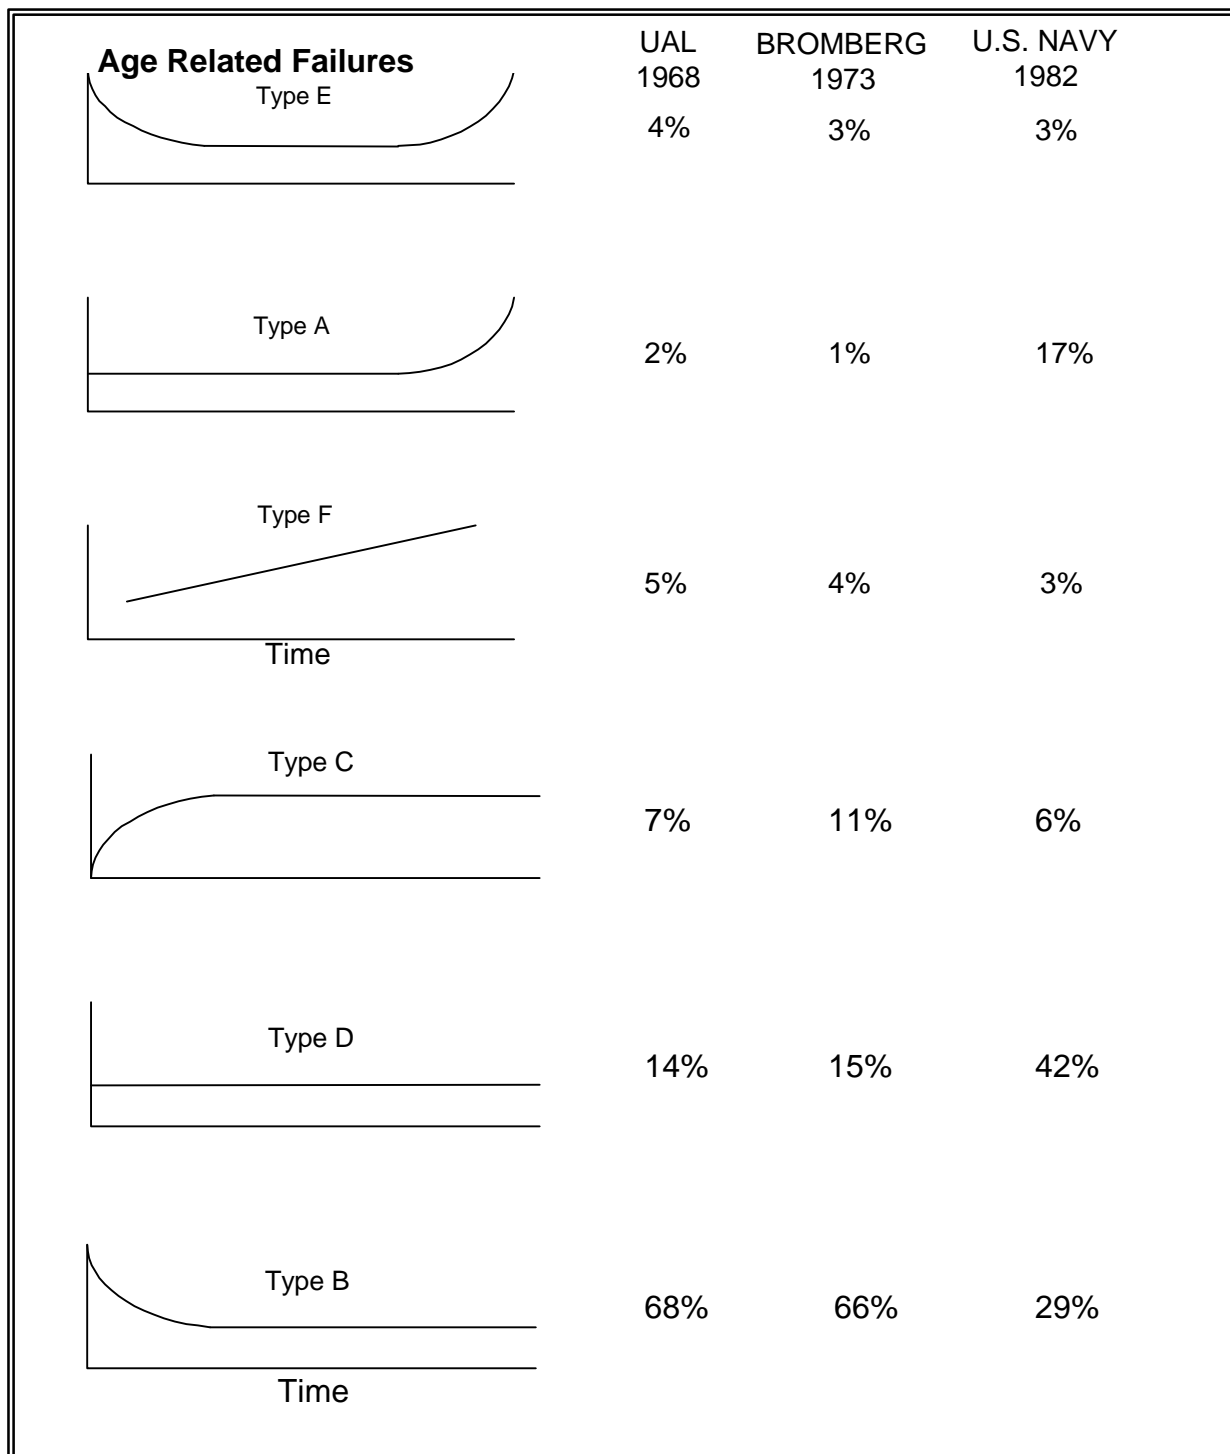 Age Related Failures
UAL BROMBERG U.S. NAVY
1968 1973 1982
Type E
4% 3% 3%
Type A
2% 1% 17%
Type F
5% 4% 3%
Time
Type C
7% 11% 6%
Type D
14% 15% 42%
Type B
68% 66% 29%
Time